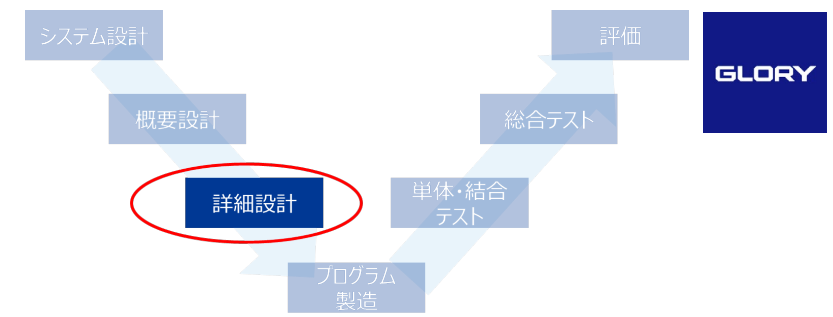 システム設計
評価
GLORY
概要設計
総合テスト
詳細設計
単体・結合
テスト
プログラム
製造